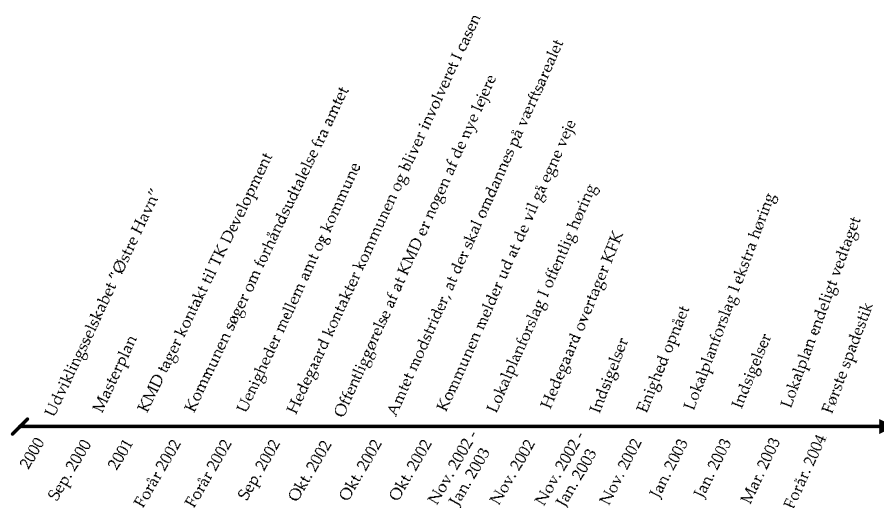 Udviklingsselskabet "Østre Havn"
Masterplan
KMD tager kontakt til TK Development
Kommunen søger om forhåndsudtalelse fra amtet
Uenigheder mellem amt og kommune
Hedegaard kontakter kommunen og bliver involveret I casen
Offentliggørelse af at KMD er nogen af de nye lejere
Amtet modstrider, at der skal omdannes på værftsarealet
Kommunen melder ud at de vil gå egne veje
Lokalplanforslag I offentlig høring
Hedegaard overtager KFK
Indsigelser
Enighed opnået
Lokalplanforslag I ekstra høring
Indsigelser
Lokalplan endeligt vedtaget
Første spadestik
2000
Sep. 2000
2001
Forår 2002
Forår 2002
Sep. 2002
Okt. 2002
Okt. 2002
Okt. 2002
Nov. 2002-
Jan. 2003
Nov. 2002
Nov. 2002-
Jan. 2003
Nov. 2002
Jan. 2003
Jan. 2003
Mar. 2003
Forår. 2004